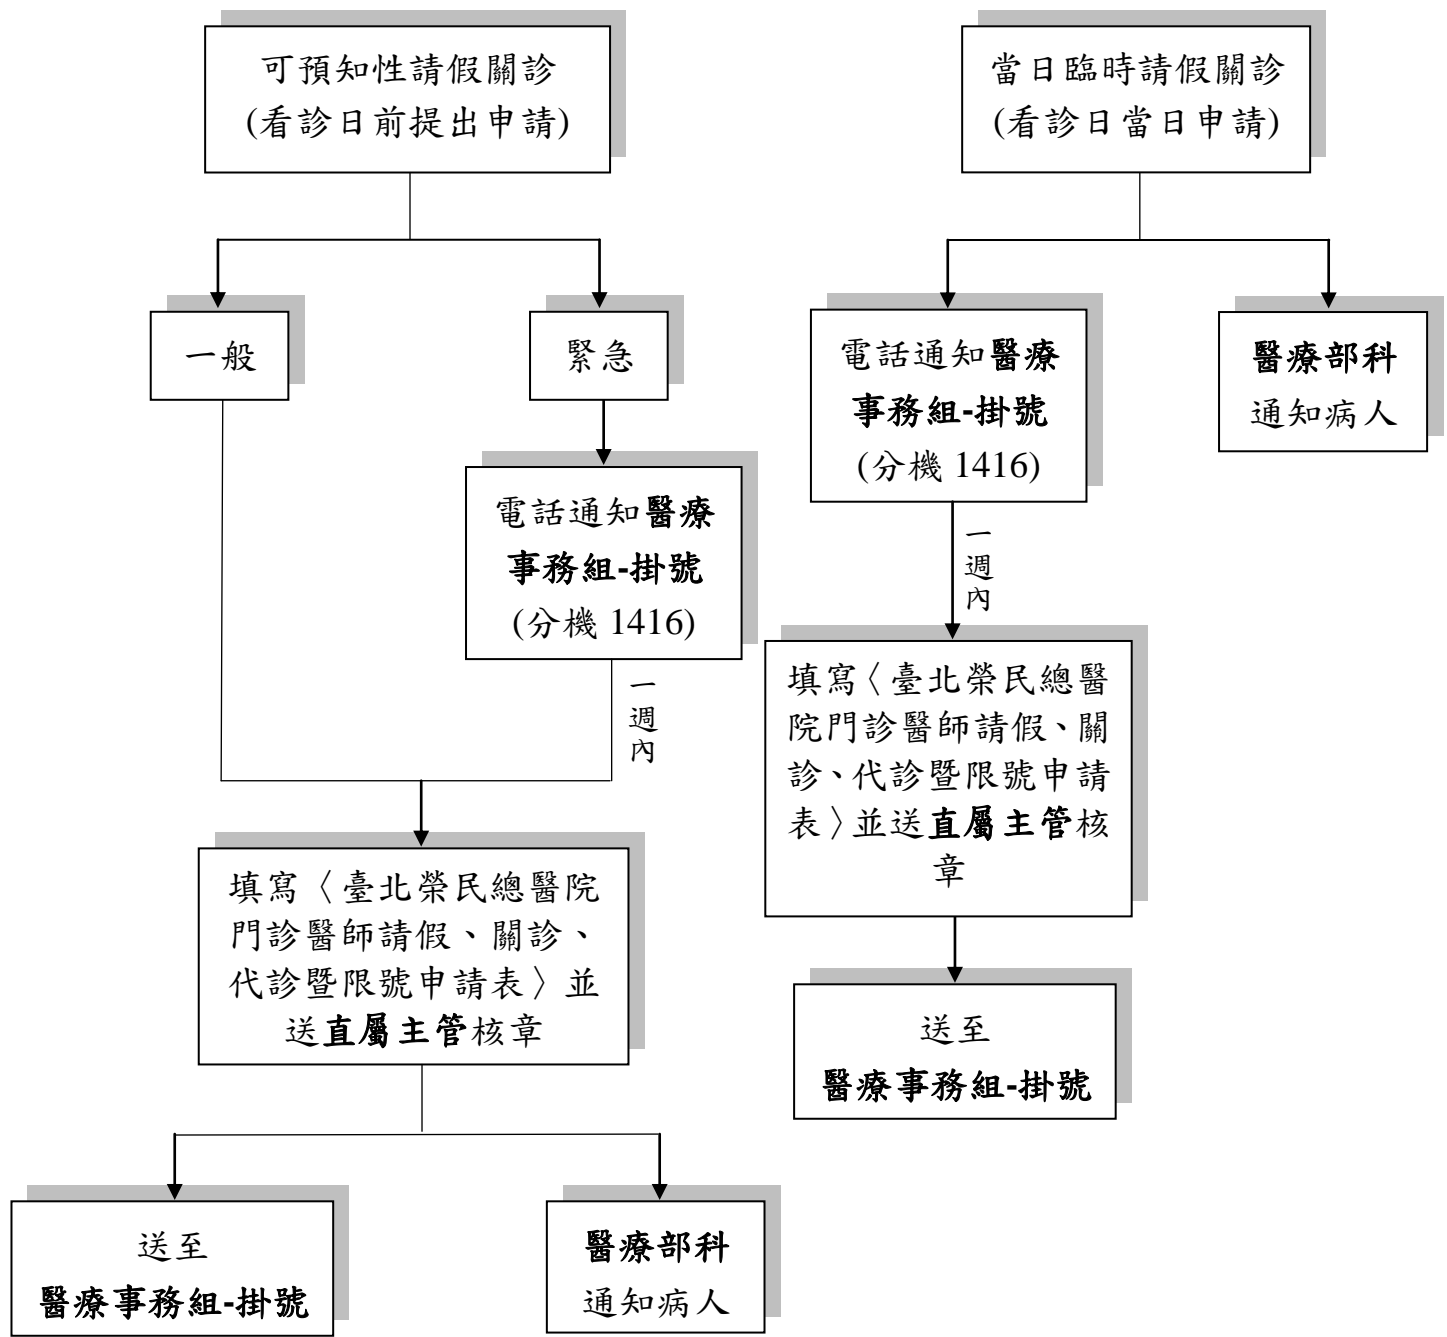 可預知性請假關診
(看診日前提出申請)
一般
緊急
電話通知醫療
事務組-掛號
(分機 1416)
一週內
填寫〈臺北榮民總醫院
門診醫師請假、關診、
代診暨限號申請表〉並
送直屬主管核章
送至
醫療事務組-掛號
醫療部科
通知病人
當日臨時請假關診
(看診日當日申請)
電話通知醫療
事務組-掛號
(分機 1416)
一週內
填寫〈臺北榮民總醫
院門診醫師請假、關
診、代診暨限號申請
表〉並送直屬主管核
章
送至
醫療事務組-掛號
醫療部科
通知病人